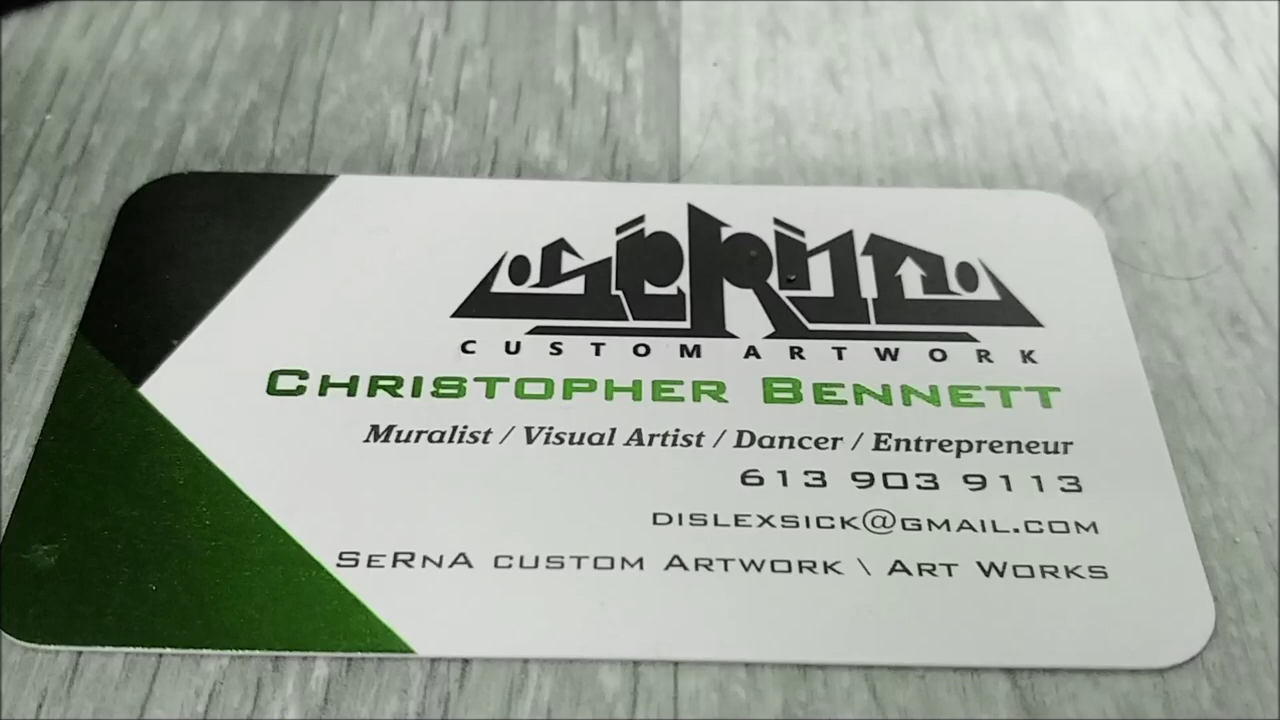 SeRnA
CUSTOM ARTWORK
CHRISTOPHER BENNETT
Muralist / Visual Artist / Dancer / Entrepreneur
613 903 9113
DISLEXSICK@GMAIL.COM
SERNA CUSTOM ARTWORK \ ART WORKS